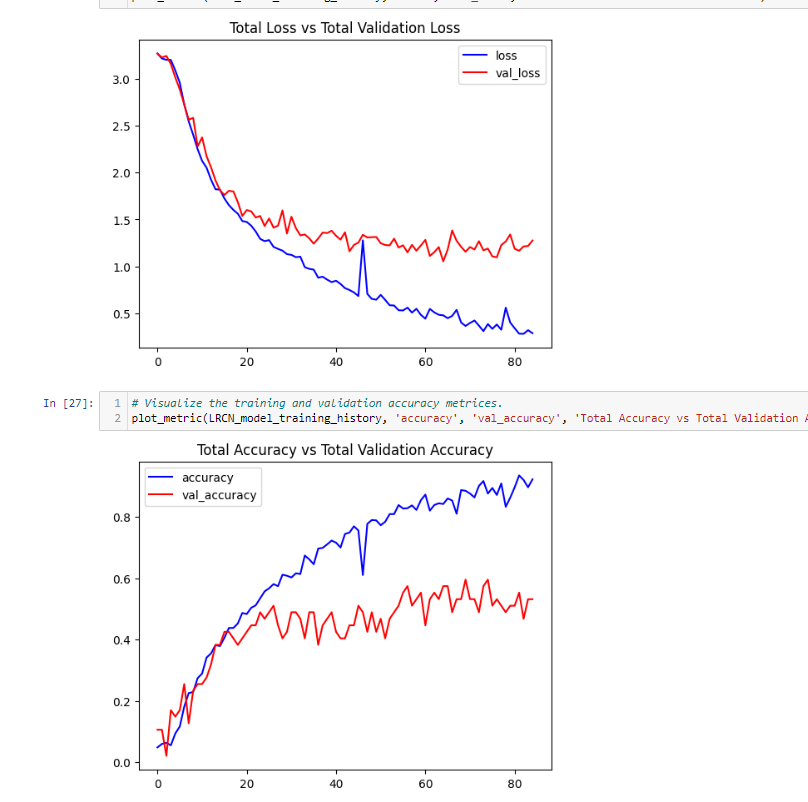 Total Loss vs Total Validation Loss
loss
val_loss
3.0
2.5
2.0
1.5
1.0
0.5
0 20 40 60 80
In [27]:
1 # Visualize the training and validation accuracy metrices.
2 plot_metric(LRCN_model_training_history, 'accuracy', 'val_accuracy', 'Total Accuracy vs Total Validation A
Total Accuracy vs Total Validation Accuracy
accuracy
val_accuracy
0.8
0.6
0.4
0.2
0.0
0 20 40 60 80